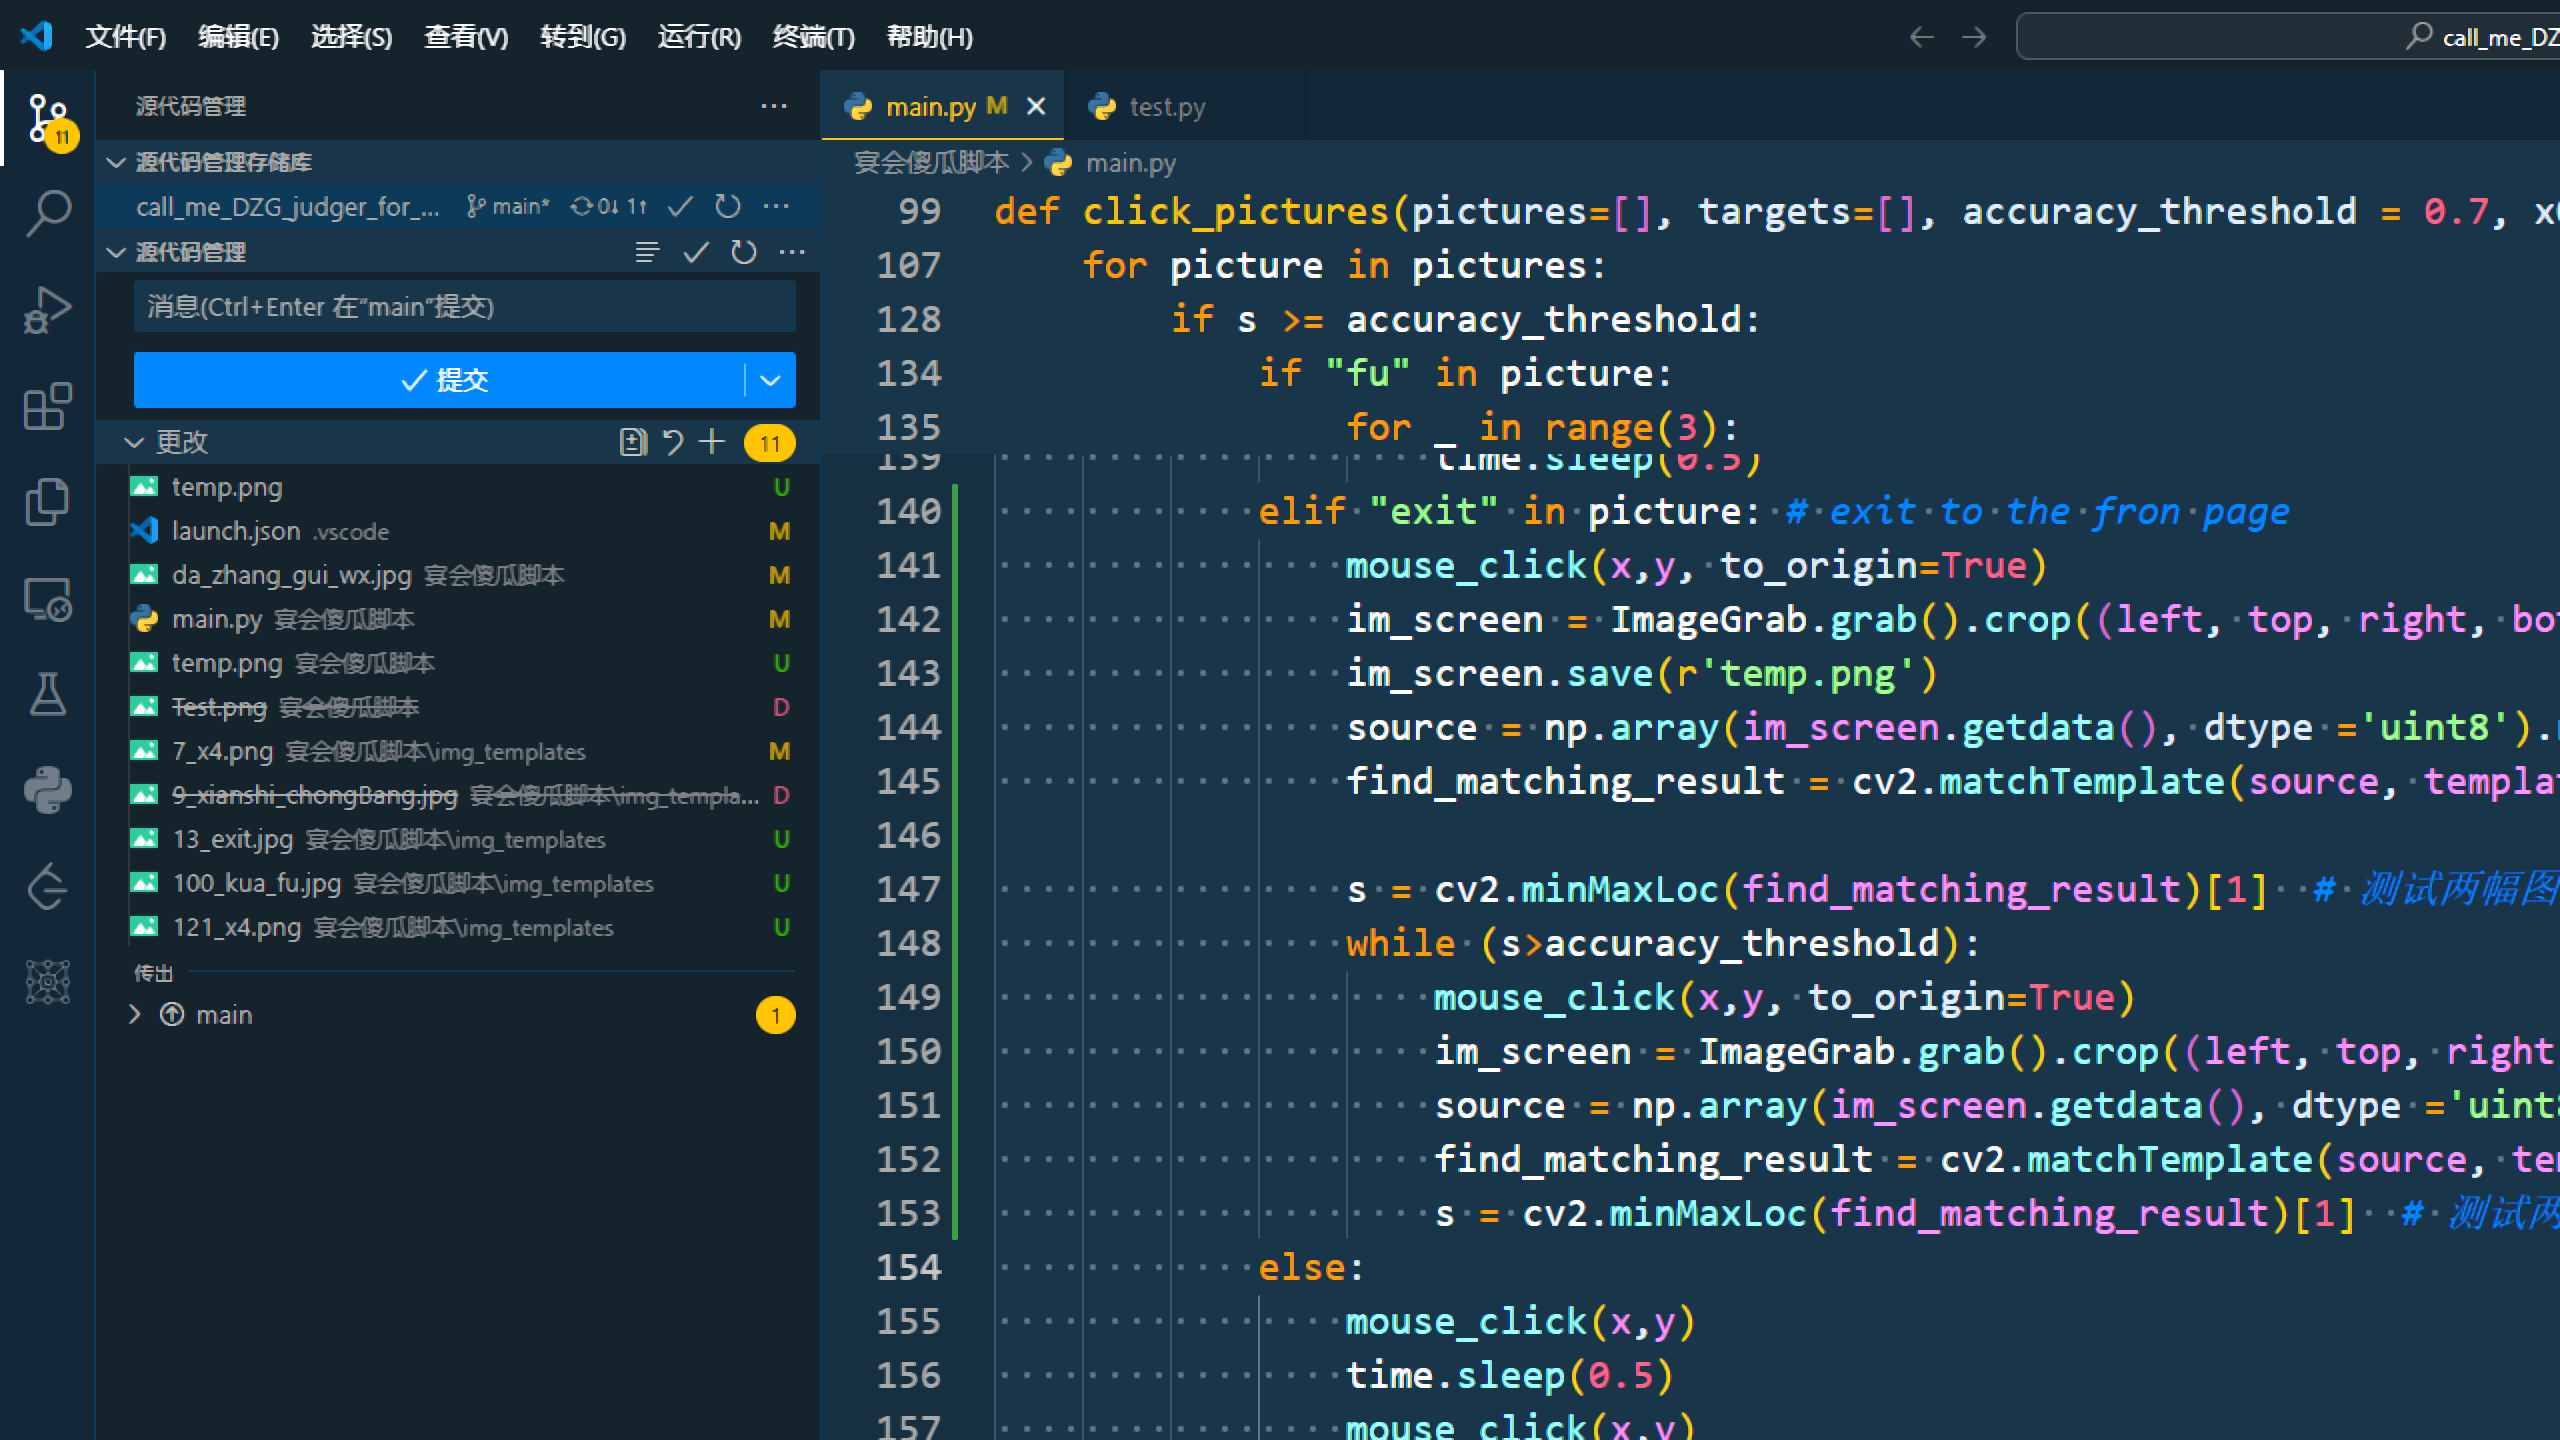 文件(F) 编辑(E) 选择(S) 查看(V) 转到(G) 运行(R) 终端(T) 帮助(H)
call_me_DZ
11
源代码管理
源代码管理存储库
call_me_DZG_judger_for_... main* 0↓ 1↑
源代码管理
消息(Ctrl+Enter 在"main"提交)
提交
更改 11
temp.png U
launch.json .vscode M
da_zhang_gui_wx.jpg 宴会傻瓜脚本 M
main.py 宴会傻瓜脚本 M
temp.png 宴会傻瓜脚本 U
Test.png 宴会傻瓜脚本 D
7_x4.png 宴会傻瓜脚本\img_templates M
9_xianshi_chongBang.jpg 宴会傻瓜脚本\img_templa... D
13_exit.jpg 宴会傻瓜脚本\img_templates U
100_kua_fu.jpg 宴会傻瓜脚本\img_templates U
121_x4.png 宴会傻瓜脚本\img_templates U
传出
main 1
main.py M test.py
宴会傻瓜脚本 > main.py
99 def click_pictures(pictures=[], targets=[], accuracy_threshold = 0.7, x
107 for picture in pictures:
128 if s >= accuracy_threshold:
134 if "fu" in picture:
135 for _ in range(3):
139 time.sleep(0.5)
140 elif "exit" in picture: # exit to the fron page
141 mouse_click(x,y, to_origin=True)
142 im_screen = ImageGrab.grab().crop((left, top, right, bot
143 im_screen.save(r'temp.png')
144 source = np.array(im_screen.getdata(), dtype ='uint8').
145 find_matching_result = cv2.matchTemplate(source, templat
146
147 s = cv2.minMaxLoc(find_matching_result)[1] # 测试两幅图
148 while (s>accuracy_threshold):
149 mouse_click(x,y, to_origin=True)
150 im_screen = ImageGrab.grab().crop((left, top, right
151 source = np.array(im_screen.getdata(), dtype ='uint8
152 find_matching_result = cv2.matchTemplate(source, tem
153 s = cv2.minMaxLoc(find_matching_result)[1] # 测试两
154 else:
155 mouse_click(x,y)
156 time.sleep(0.5)
157 mouse_click(x,y)